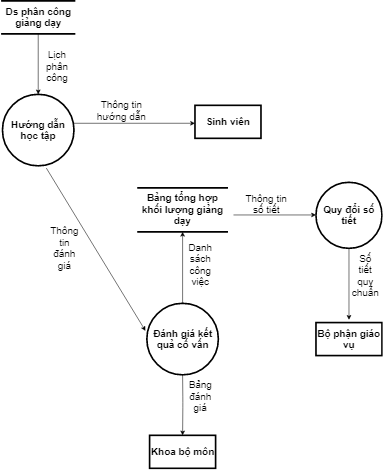 Ds phân công
giảng dạy
Lịch
phân
công
Hướng dẫn
học tập
Thông tin
hướng dẫn
Sinh viên
Thông
tin
đánh
giá
Bảng tổng hợp
khối lượng giảng
dạy
Thông tin
số tiết
Quy đổi số
tiết
Danh
sách
công
việc
Số
tiết
quy
chuẩn
Đánh giá kết
quả cố vấn
Bộ phận giáo
vụ
Bảng
đánh
giá
Khoa bộ môn